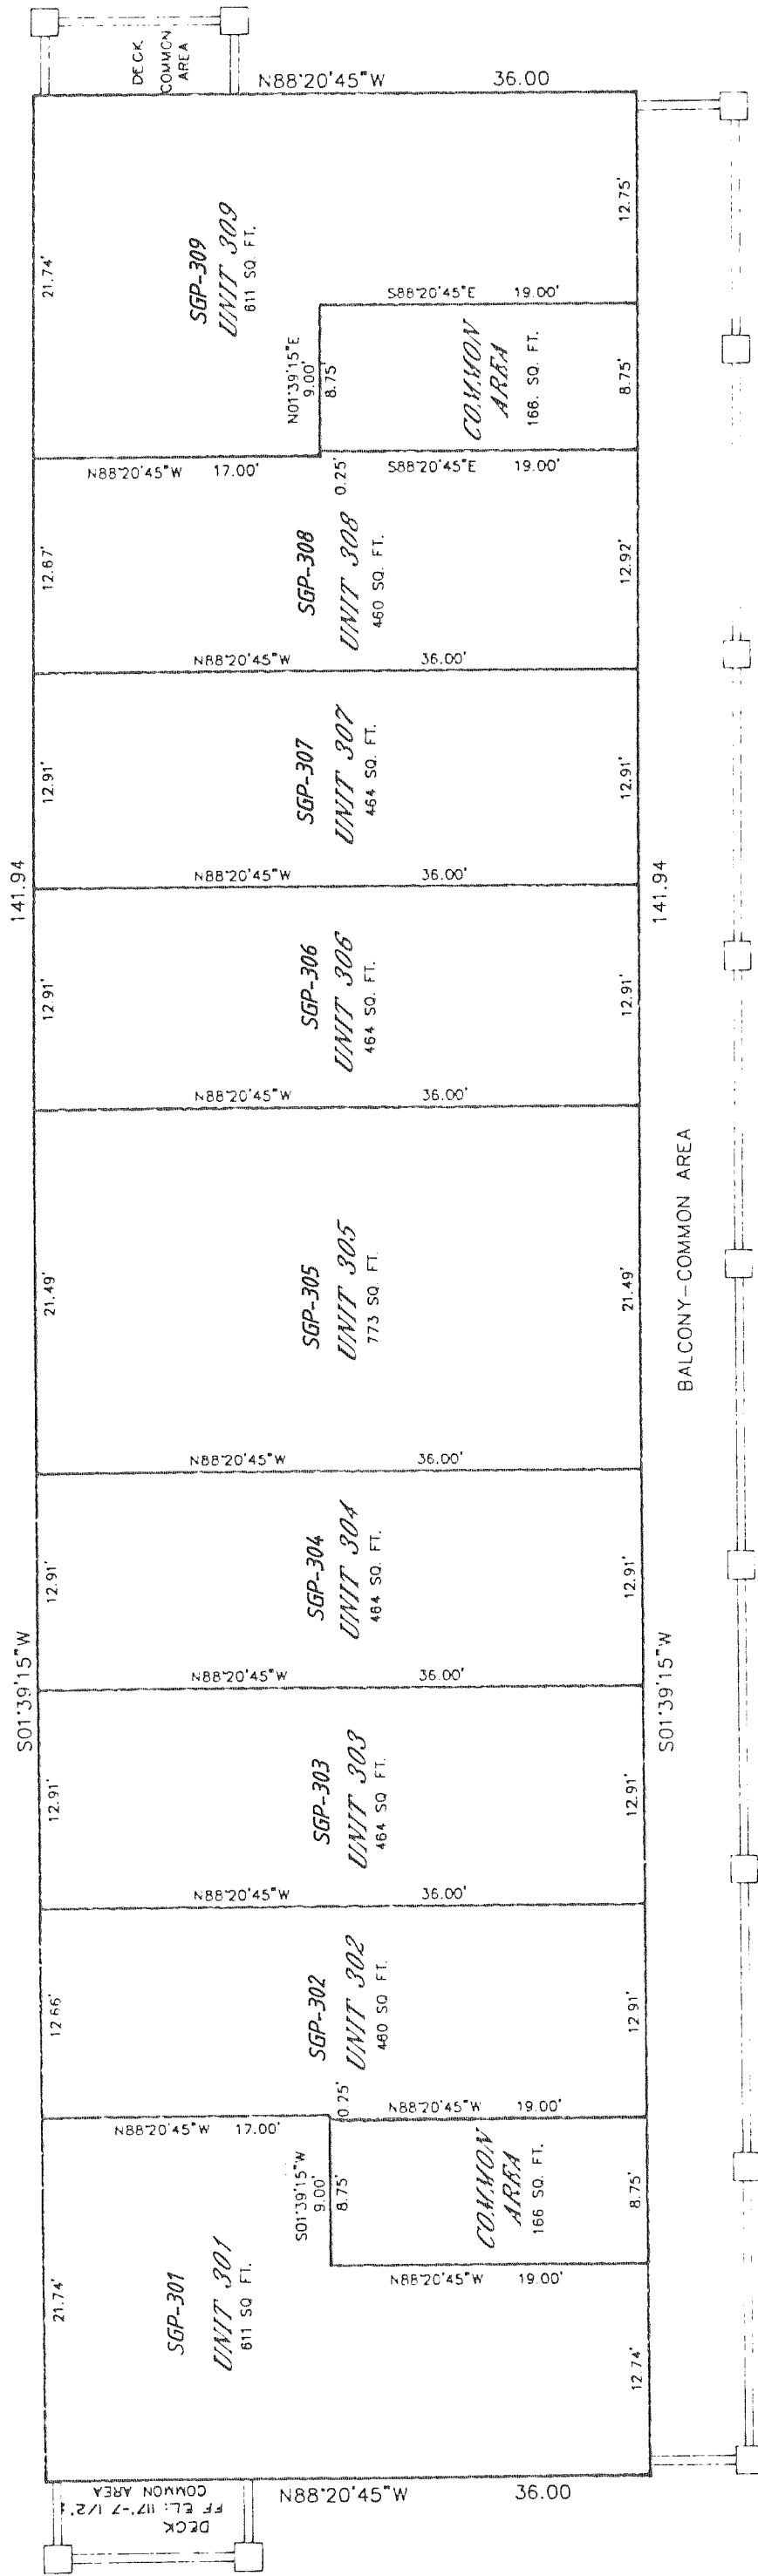 DECK
COMMON
AREA
N88°20'45"W 36.00
21.74'
SGP-309
UNIT 309
611 SQ. FT.
12.75'
S88°20'45"E 19.00'
N01°39'15"E
9.00'
8.75'
COMMON
AREA
166. SQ. FT.
8.75'
N88°20'45"W 17.00'
0.25'
S88°20'45"E 19.00'
12.67'
SGP-308
UNIT 308
460 SQ. FT.
12.92'
N88°20'45"W 36.00'
12.91'
SGP-307
UNIT 307
464 SQ. FT.
12.91'
141.94
N88°20'45"W 36.00'
141.94
12.91'
SGP-306
UNIT 306
464 SQ. FT.
12.91'
N88°20'45"W 36.00'
21.49'
SGP-305
UNIT 305
773 SQ. FT.
21.49'
BALCONY-COMMON AREA
N88°20'45"W 36.00'
12.91'
SGP-304
UNIT 304
464 SQ. FT.
12.91'
S01°39'15"W
N88°20'45"W 36.00'
S01°39'15"W
12.91'
SGP-303
UNIT 303
464 SQ FT.
12.91'
N88°20'45"W 36.00'
12.66'
SGP-302
UNIT 302
460 SQ FT.
12.91'
N88°20'45"W 17.00'
0.25'
N88°20'45"W 19.00'
S01°39'15"W
9.00'
8.75'
COMMON
AREA
166 SQ. FT.
8.75'
N88°20'45"W 19.00'
21.74'
SGP-301
UNIT 301
611 SQ FT.
12.74'
N88°20'45"W 36.00
DECK
FF EL: 117'-7 1/2"±
COMMON AREA